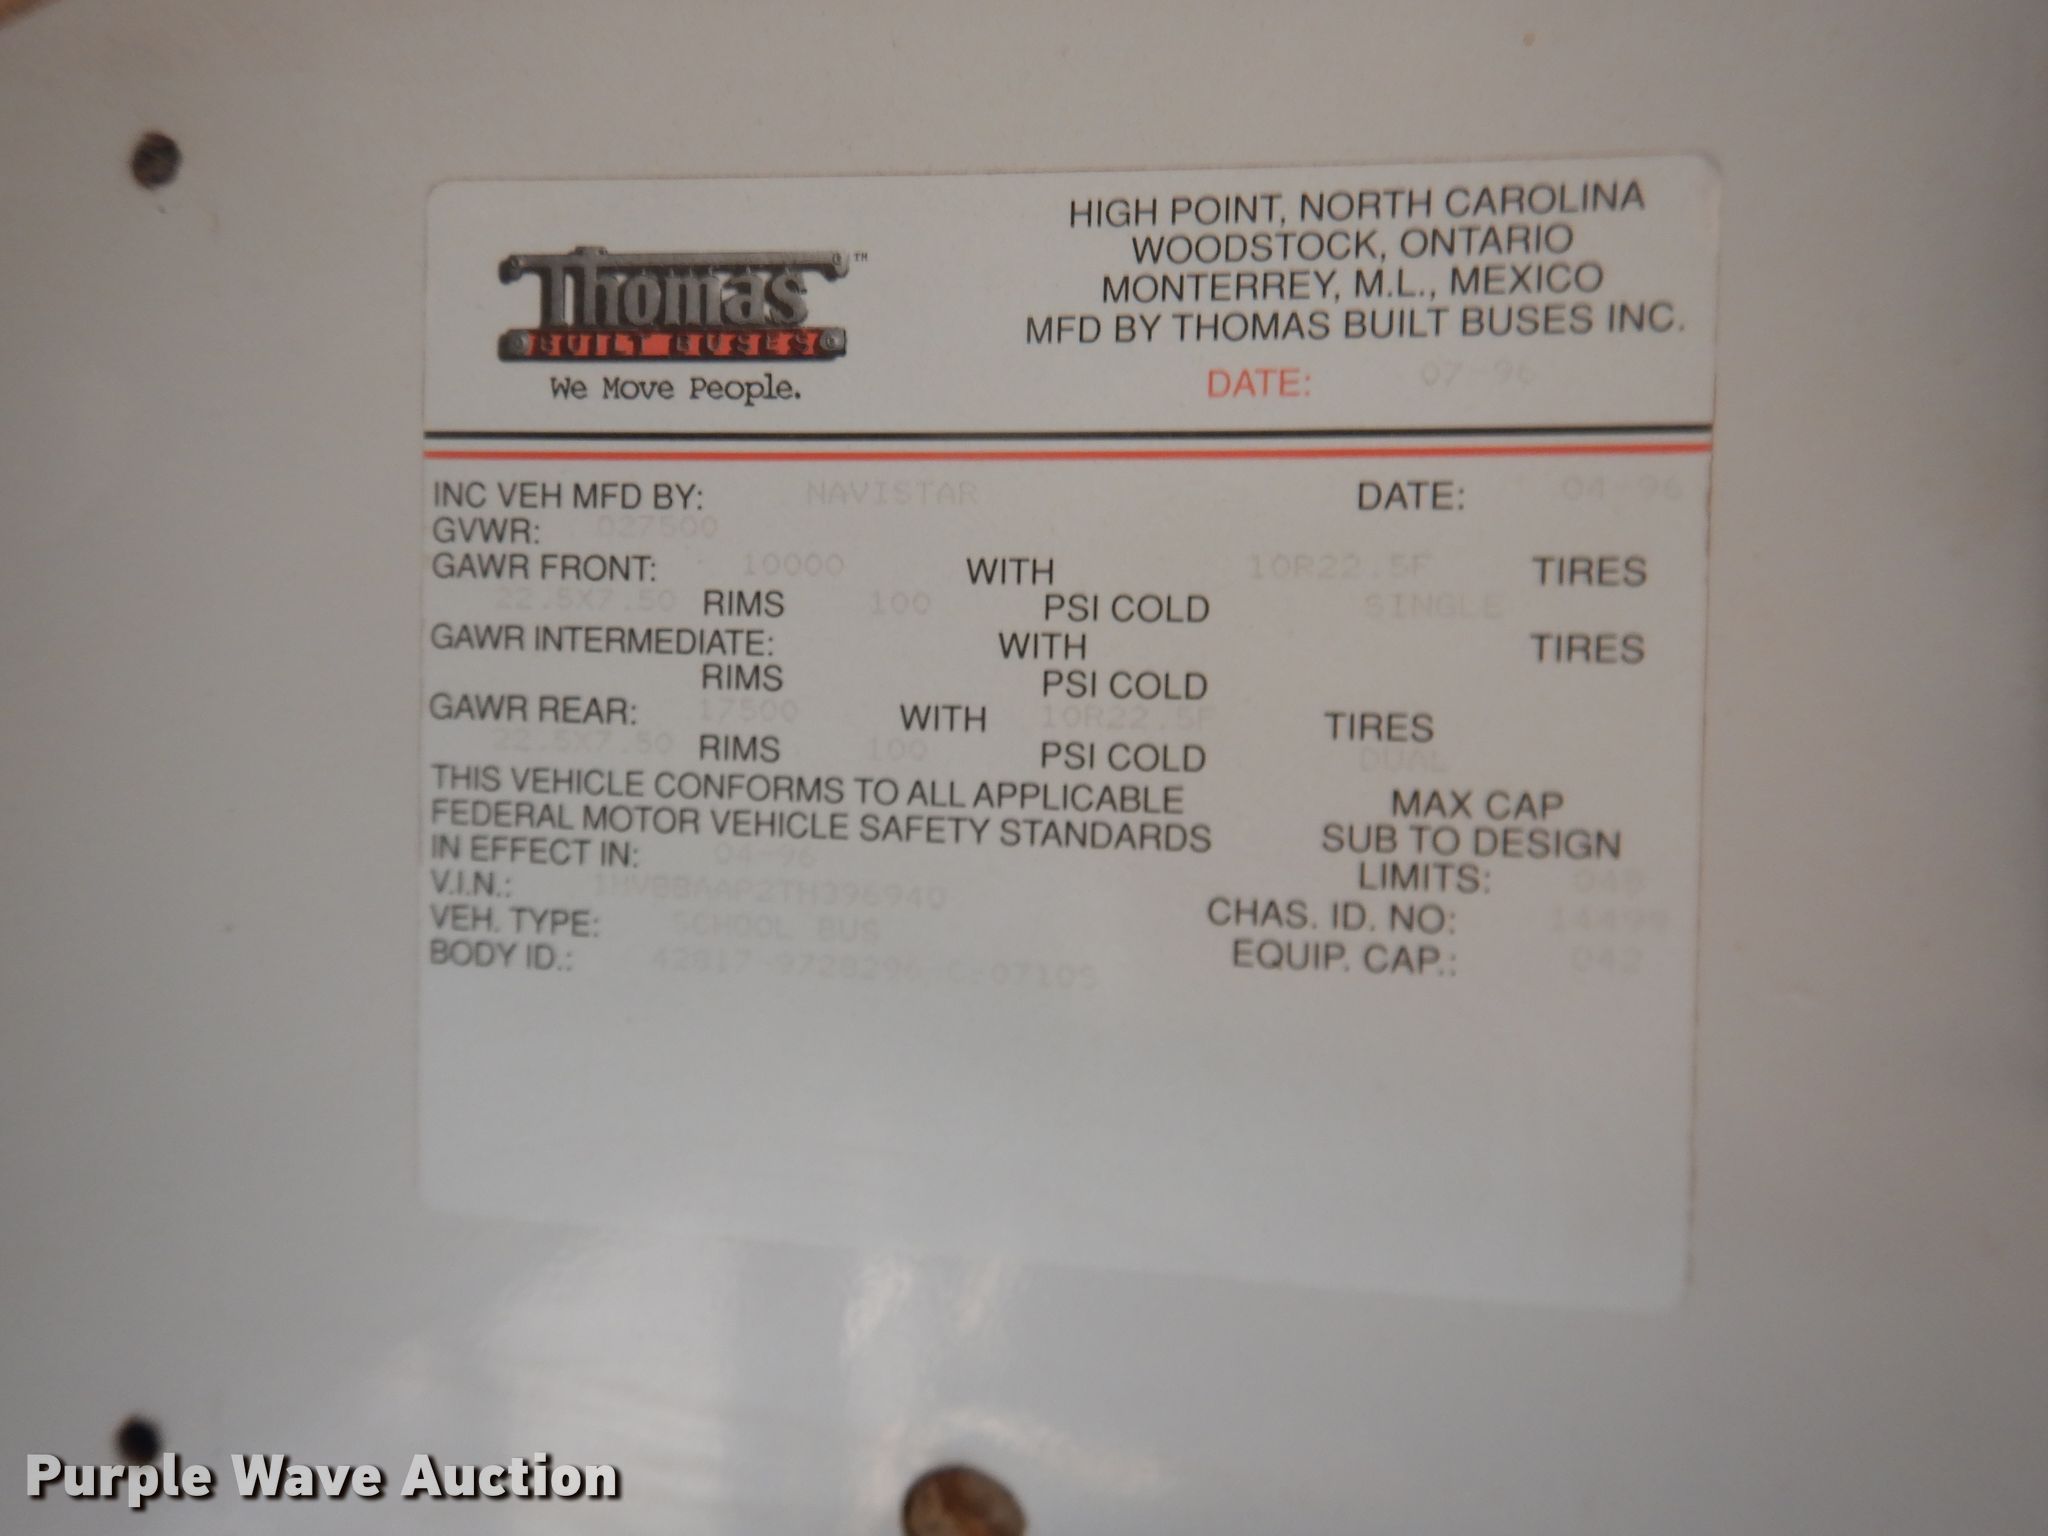 Thomas™
BUILT BUSES
We Move People.
HIGH POINT, NORTH CAROLINA
WOODSTOCK, ONTARIO
MONTERREY, M.L., MEXICO
MFD BY THOMAS BUILT BUSES INC.
DATE: 07-96
INC VEH MFD BY: NAVISTAR DATE: 04-96
GVWR: 027500
GAWR FRONT: 10000 WITH 10R22.5F TIRES
22.5X7.50 RIMS 100 PSI COLD SINGLE
GAWR INTERMEDIATE: WITH TIRES
RIMS PSI COLD
GAWR REAR: 17500 WITH 10R22.5F TIRES
22.5X7.50 RIMS 100 PSI COLD DUAL
THIS VEHICLE CONFORMS TO ALL APPLICABLE MAX CAP
FEDERAL MOTOR VEHICLE SAFETY STANDARDS SUB TO DESIGN
IN EFFECT IN: 04-96 LIMITS:
V.I.N.: 1HVBBAAP2TH396940
VEH. TYPE: SCHOOL BUS CHAS. ID. NO:
BODY ID.: EQUIP. CAP.: 042
Purple Wave Auction